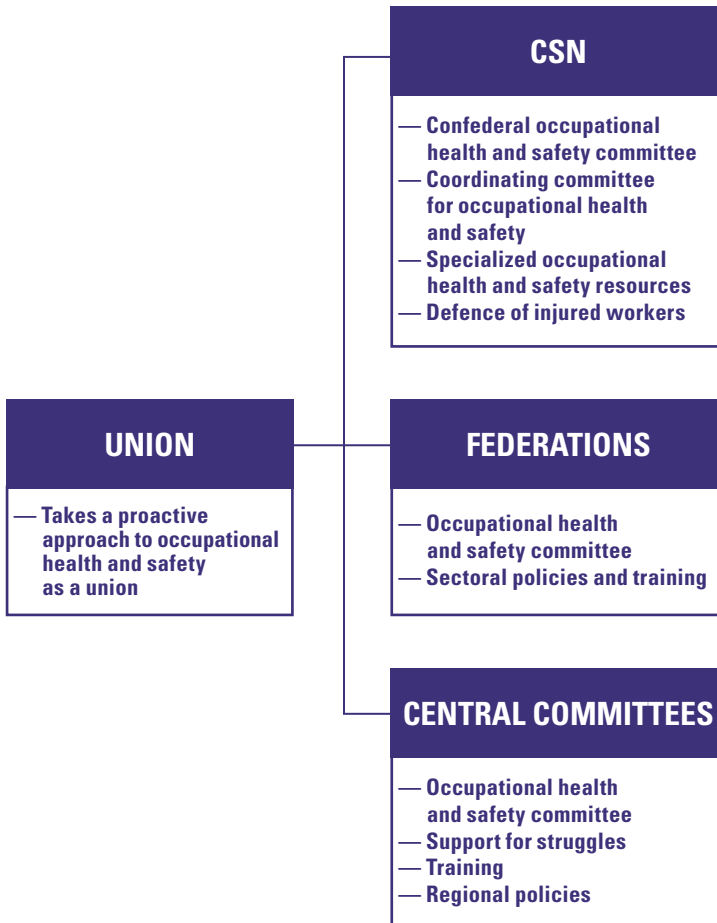 CSN
— Confederal occupational
health and safety committee
— Coordinating committee
for occupational health
and safety
— Specialized occupational
health and safety resources
— Defence of injured workers
UNION
— Takes a proactive
approach to occupational
health and safety
as a union
FEDERATIONS
— Occupational health
and safety committee
— Sectoral policies and training
CENTRAL COMMITTEES
— Occupational health
and safety committee
— Support for struggles
— Training
— Regional policies